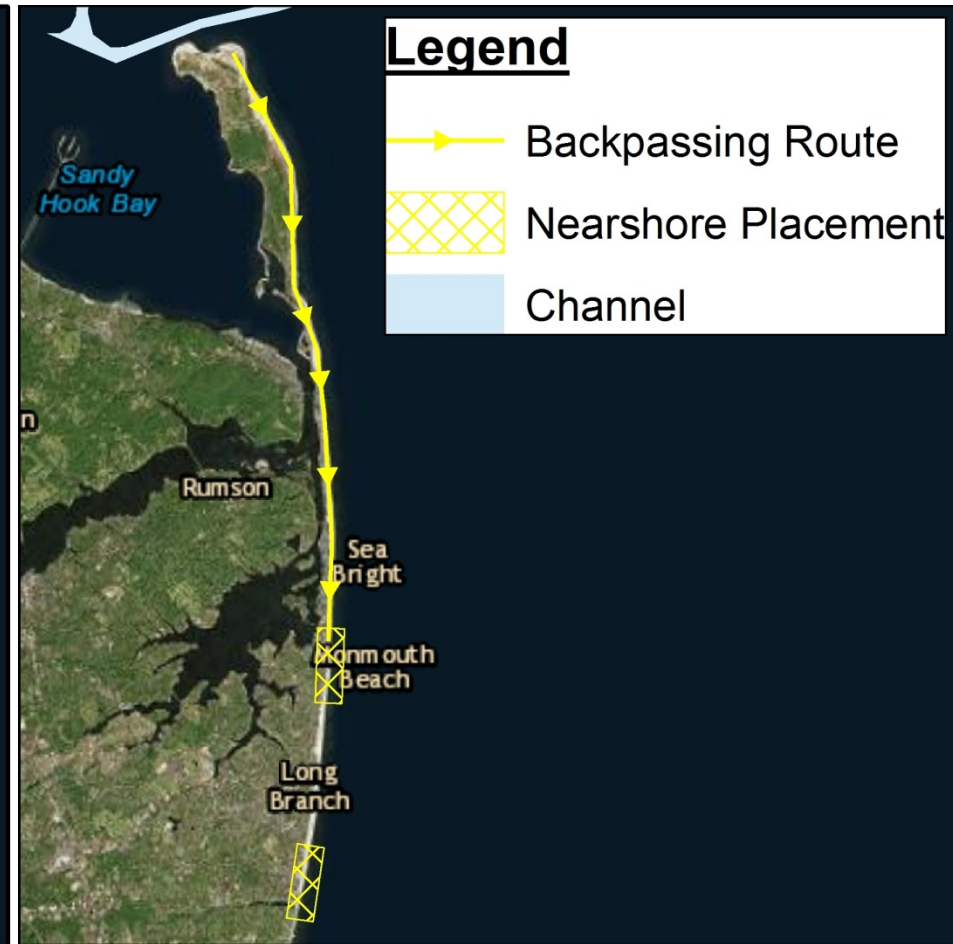 Legend
Backpassing Route
Nearshore Placement
Channel
Sandy
Hook Bay
n
Rumson
Sea
Bright
Monmouth
Beach
Long
Branch